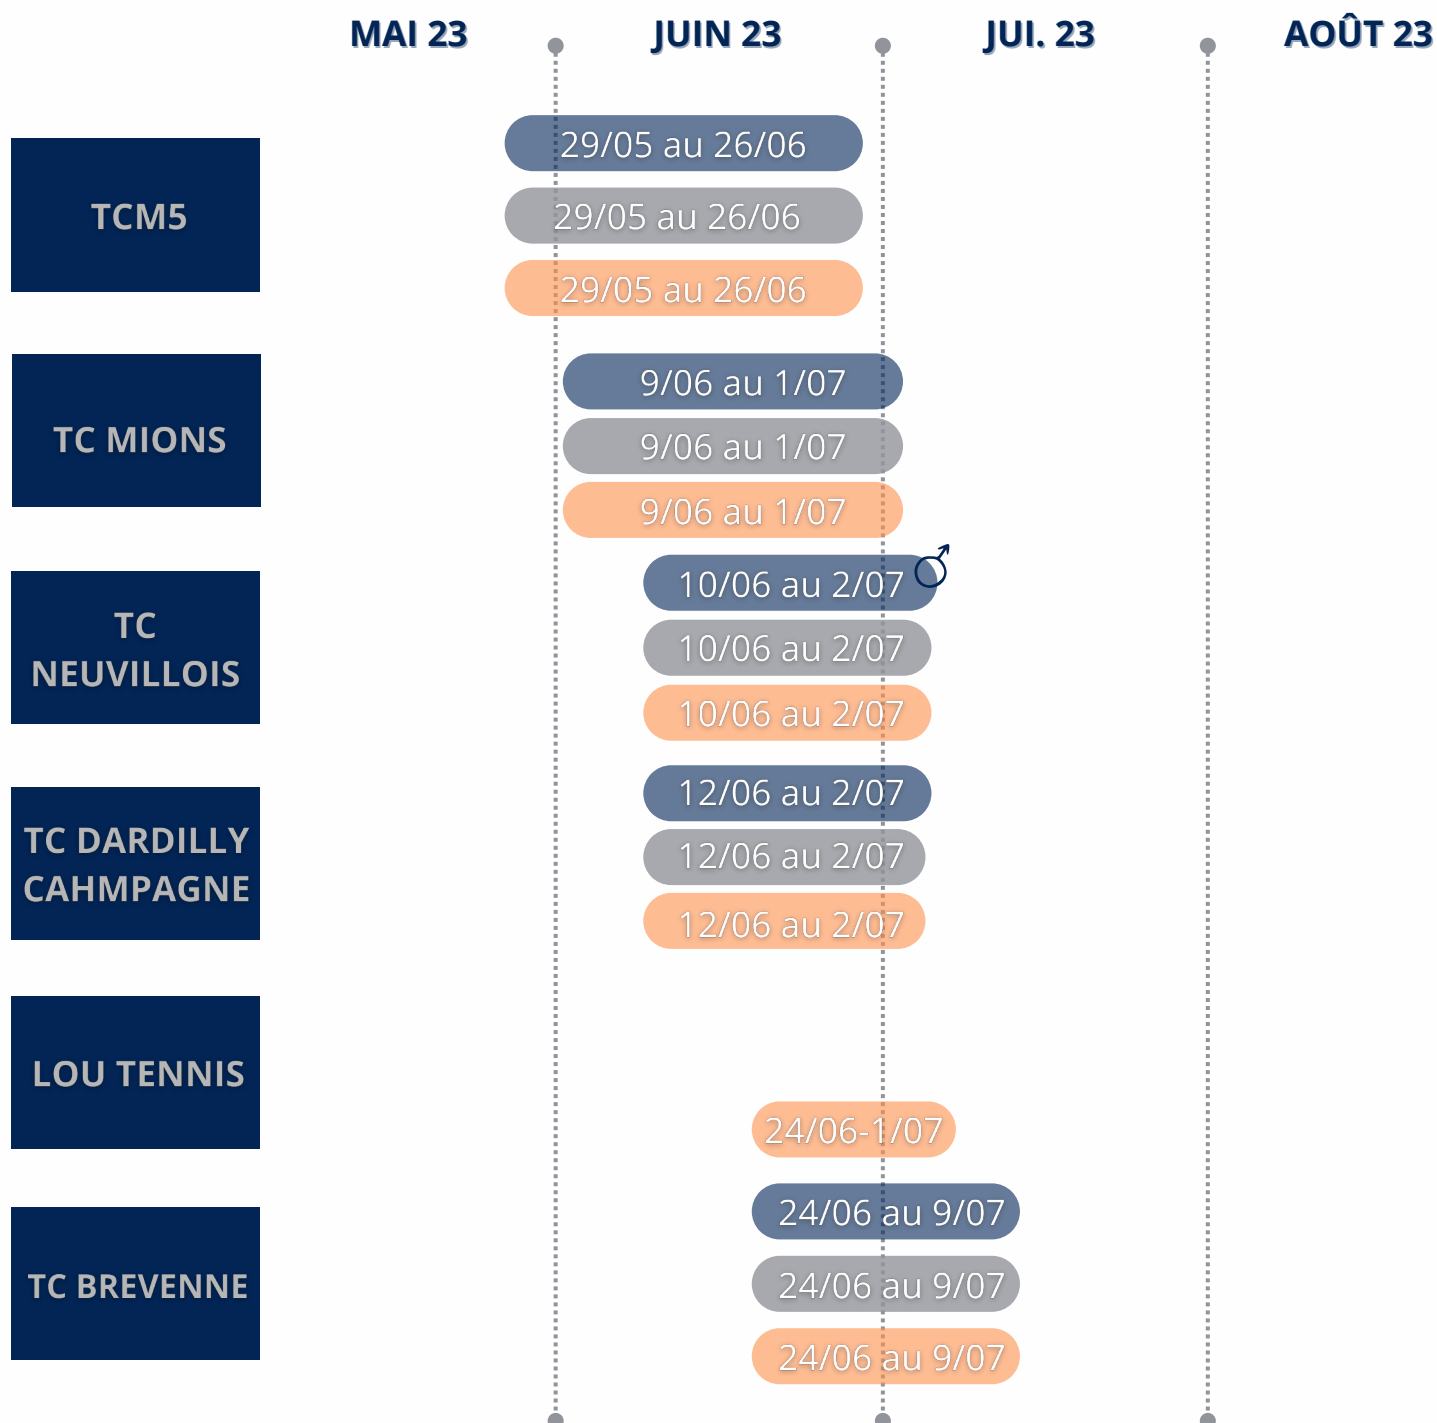 MAI 23
JUIN 23
JUI. 23
AOÛT 23
TCM5
29/05 au 26/06
29/05 au 26/06
29/05 au 26/06
TC MIONS
9/06 au 1/07
9/06 au 1/07
9/06 au 1/07
TC
NEUVILLOIS
10/06 au 2/07
10/06 au 2/07
10/06 au 2/07
TC DARDILLY
CAHMPAGNE
12/06 au 2/07
12/06 au 2/07
12/06 au 2/07
LOU TENNIS
24/06-1/07
TC BREVENNE
24/06 au 9/07
24/06 au 9/07
24/06 au 9/07